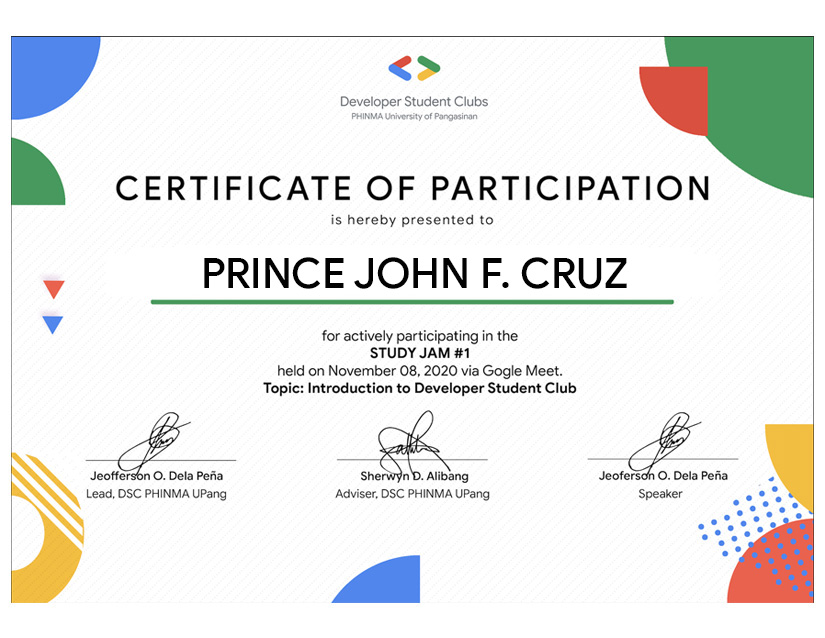 Developer Student Clubs
PHINMA University of Pangasinan
CERTIFICATE OF PARTICIPATION
is hereby presented to
PRINCE JOHN F. CRUZ
for actively participating in the
STUDY JAM #1
held on November 08, 2020 via Gogle Meet.
Topic: Introduction to Developer Student Club
Jeofferson O. Dela Peña
Lead, DSC PHINMA UPang
Sherwyn D. Alibang
Adviser, DSC PHINMA UPang
Jeoferson O. Dela Peña
Speaker